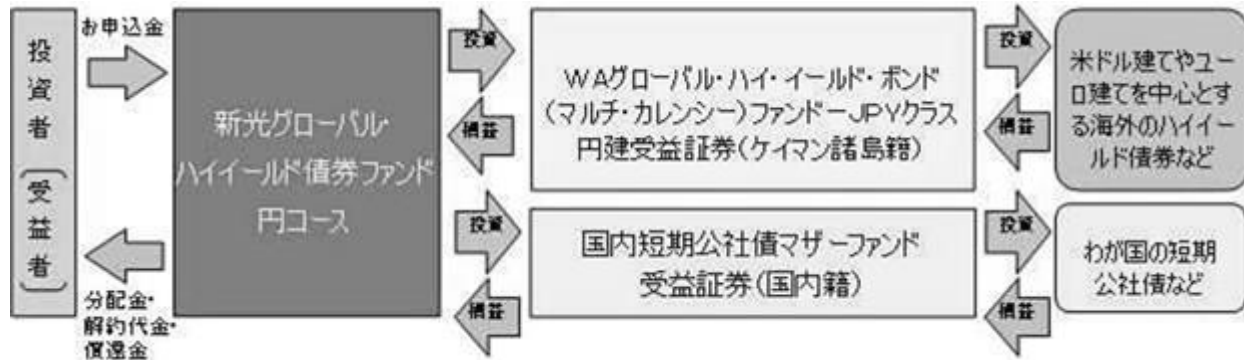 投資者〔受益者〕
お申込金
分配金・
解約代金・
償還金
新光グローバル・
ハイイールド債券ファンド
円コース
投資
損益
投資
損益
WAグローバル・ハイ・イールド・ボンド
(マルチ・カレンシー)ファンドーJPYクラス
円建受益証券(ケイマン諸島籍)
国内短期公社債マザーファンド
受益証券(国内籍)
投資
損益
投資
損益
米ドル建てやユー
ロ建てを中心とす
る海外のハイイー
ルド債券など
わが国の短期
公社債など